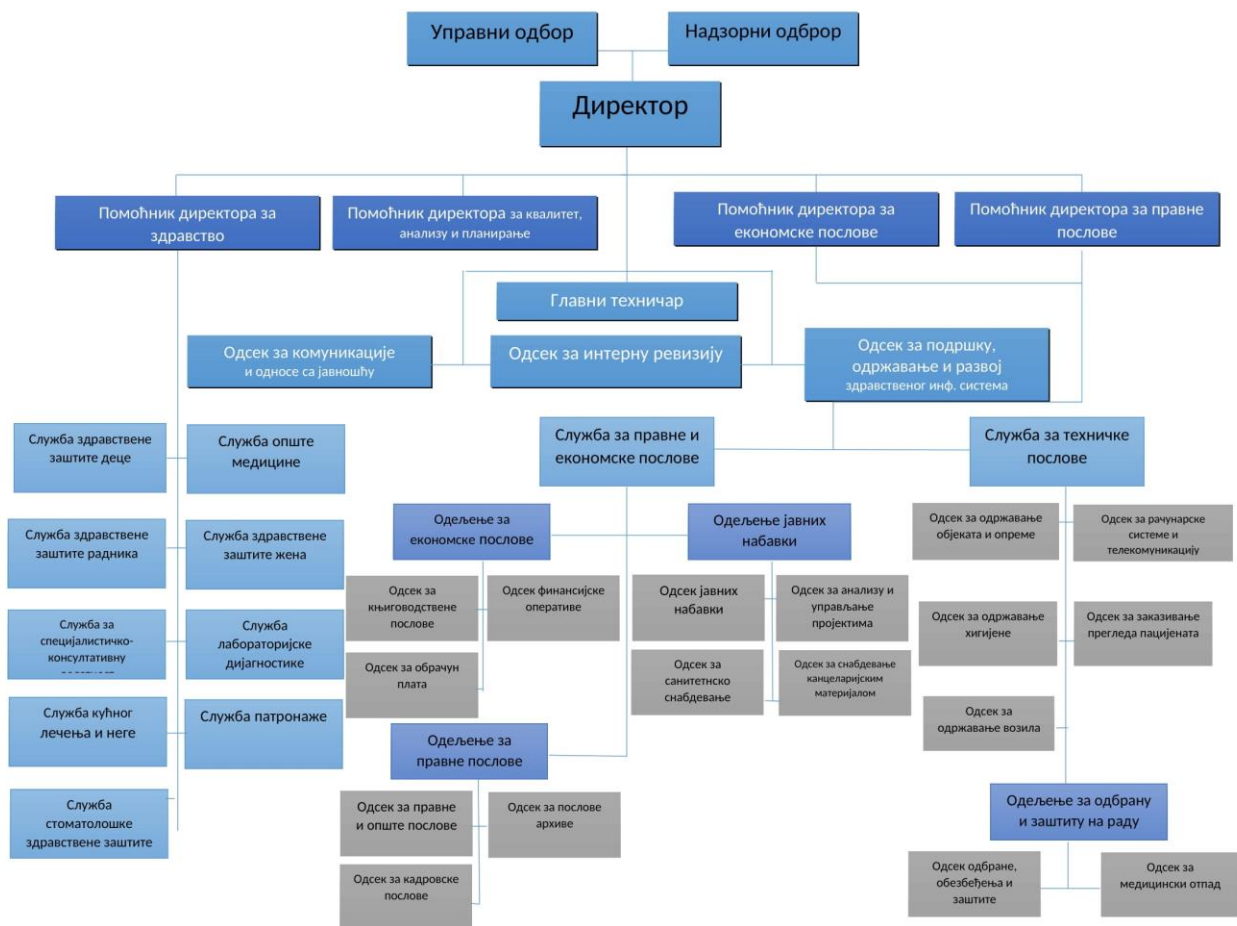 Управни одбор
Надзорни одброр
Директор
Помоћник директора за
здравство
Помоћник директора за квалитет,
анализу и планирање
Помоћник директора за
економске послове
Помоћник директора за правне
послове
Главни техничар
Одсек за комуникације
и односе са јавношћу
Одсек за интерну ревизију
Одсек за подршку,
одржавање и развој
здравственог инф. система
Служба здравствене
заштите деце
Служба опште
медицине
Служба за правне и
економске послове
Служба за техничке
послове
Служба здравствене
заштите радника
Служба здравствене
заштите жена
Одељење за
економске послове
Одељење јавних
набавки
Одсек за одржавање
објеката и опреме
Одсек за рачунарске
системе и
телекомуникацију
Одсек за
књиговодствене
послове
Одсек финансијске
оперативе
Одсек јавних
набавки
Одсек за анализу и
управљање
пројектима
Служба за
специјалистичко-
консултативну
Служба
лабораторијске
дијагностике
Одсек за одржавање
хигијене
Одсек за заказивање
прегледа пацијената
Одсек за обрачун
плата
Одсек за
санитетнско
снабдевање
Одсек за снабдевање
канцеларијским
материјалом
Служба кућног
лечења и неге
Служба патронаже
Одсек за
одржавање возила
Одељење за
правне послове
Служба
стоматолошке
здравствене заштите
Одсек за правне
и опште послове
Одсек за послове
архиве
Одељење за одбрану
и заштиту на раду
Одсек за кадровске
послове
Одсек одбране,
обезбеђења и
заштите
Одсек за
медицински отпад